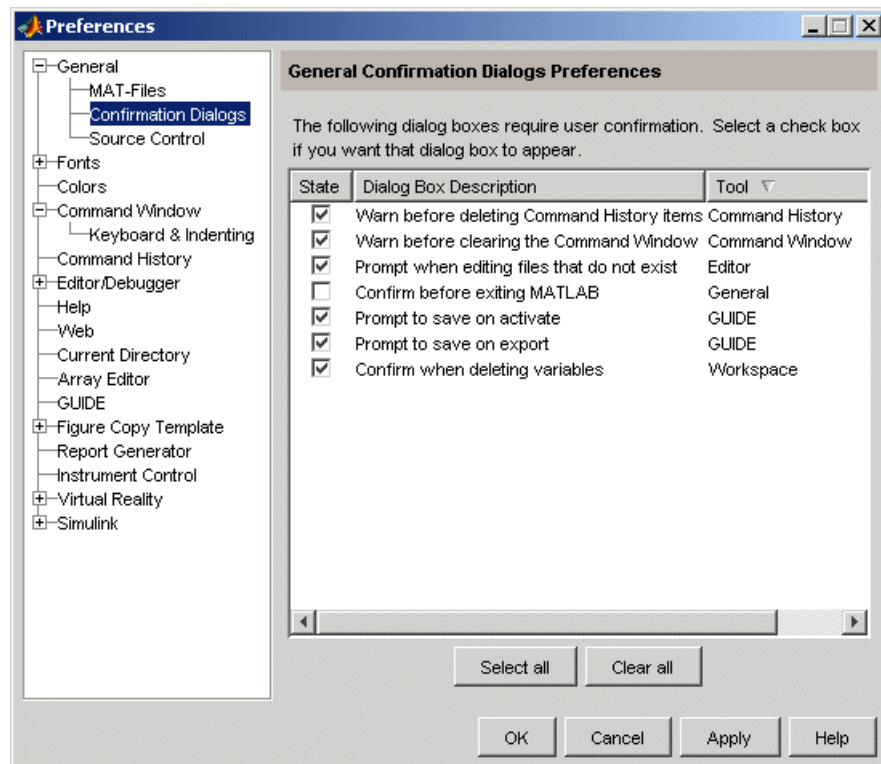 Preferences
General
MAT-Files
Confirmation Dialogs
Source Control
Fonts
Colors
Command Window
Keyboard & Indenting
Command History
Editor/Debugger
Help
Web
Current Directory
Array Editor
GUIDE
Figure Copy Template
Report Generator
Instrument Control
Virtual Reality
Simulink
General Confirmation Dialogs Preferences
The following dialog boxes require user confirmation. Select a check box
if you want that dialog box to appear.
State Dialog Box Description Tool
Warn before deleting Command History items Command History
Warn before clearing the Command Window Command Window
Prompt when editing files that do not exist Editor
Confirm before exiting MATLAB General
Prompt to save on activate GUIDE
Prompt to save on export GUIDE
Confirm when deleting variables Workspace
Select all Clear all
OK Cancel Apply Help